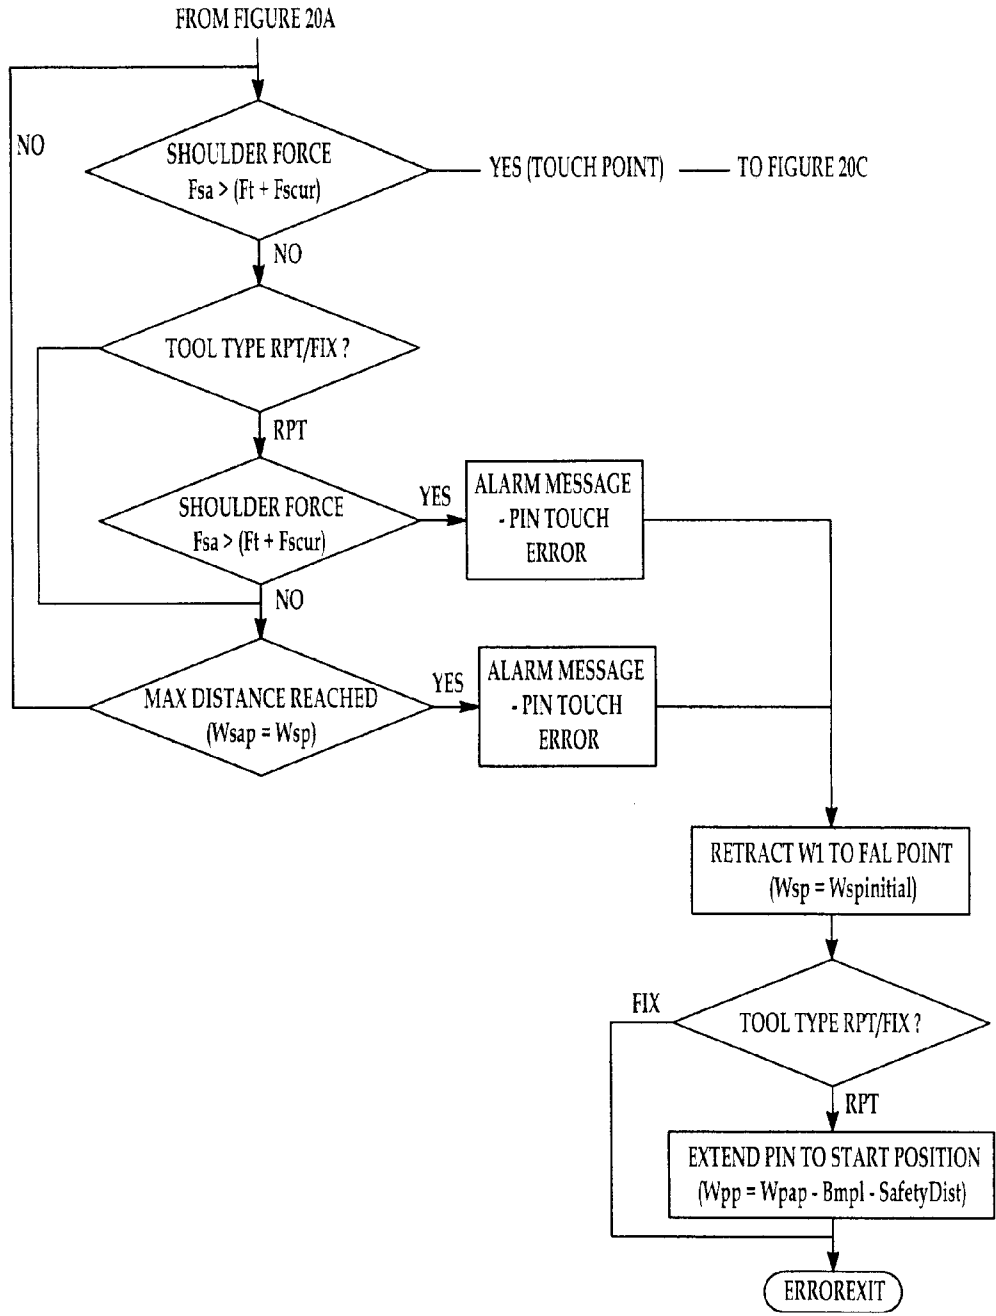 FROM FIGURE 20A
NO
SHOULDER FORCE
Fsa > (Ft + Fscur)
YES (TOUCH POINT)
TO FIGURE 20C
NO
TOOL TYPE RPT/FIX ?
RPT
SHOULDER FORCE
Fsa > (Ft + Fscur)
YES
ALARM MESSAGE
- PIN TOUCH
ERROR
NO
MAX DISTANCE REACHED
(Wsap = Wsp)
YES
ALARM MESSAGE
- PIN TOUCH
ERROR
RETRACT W1 TO FAL POINT
(Wsp = Wspinitial)
FIX
TOOL TYPE RPT/FIX ?
RPT
EXTEND PIN TO START POSITION
(Wpp = Wpap - Bmpl - SafetyDist)
ERROREXIT